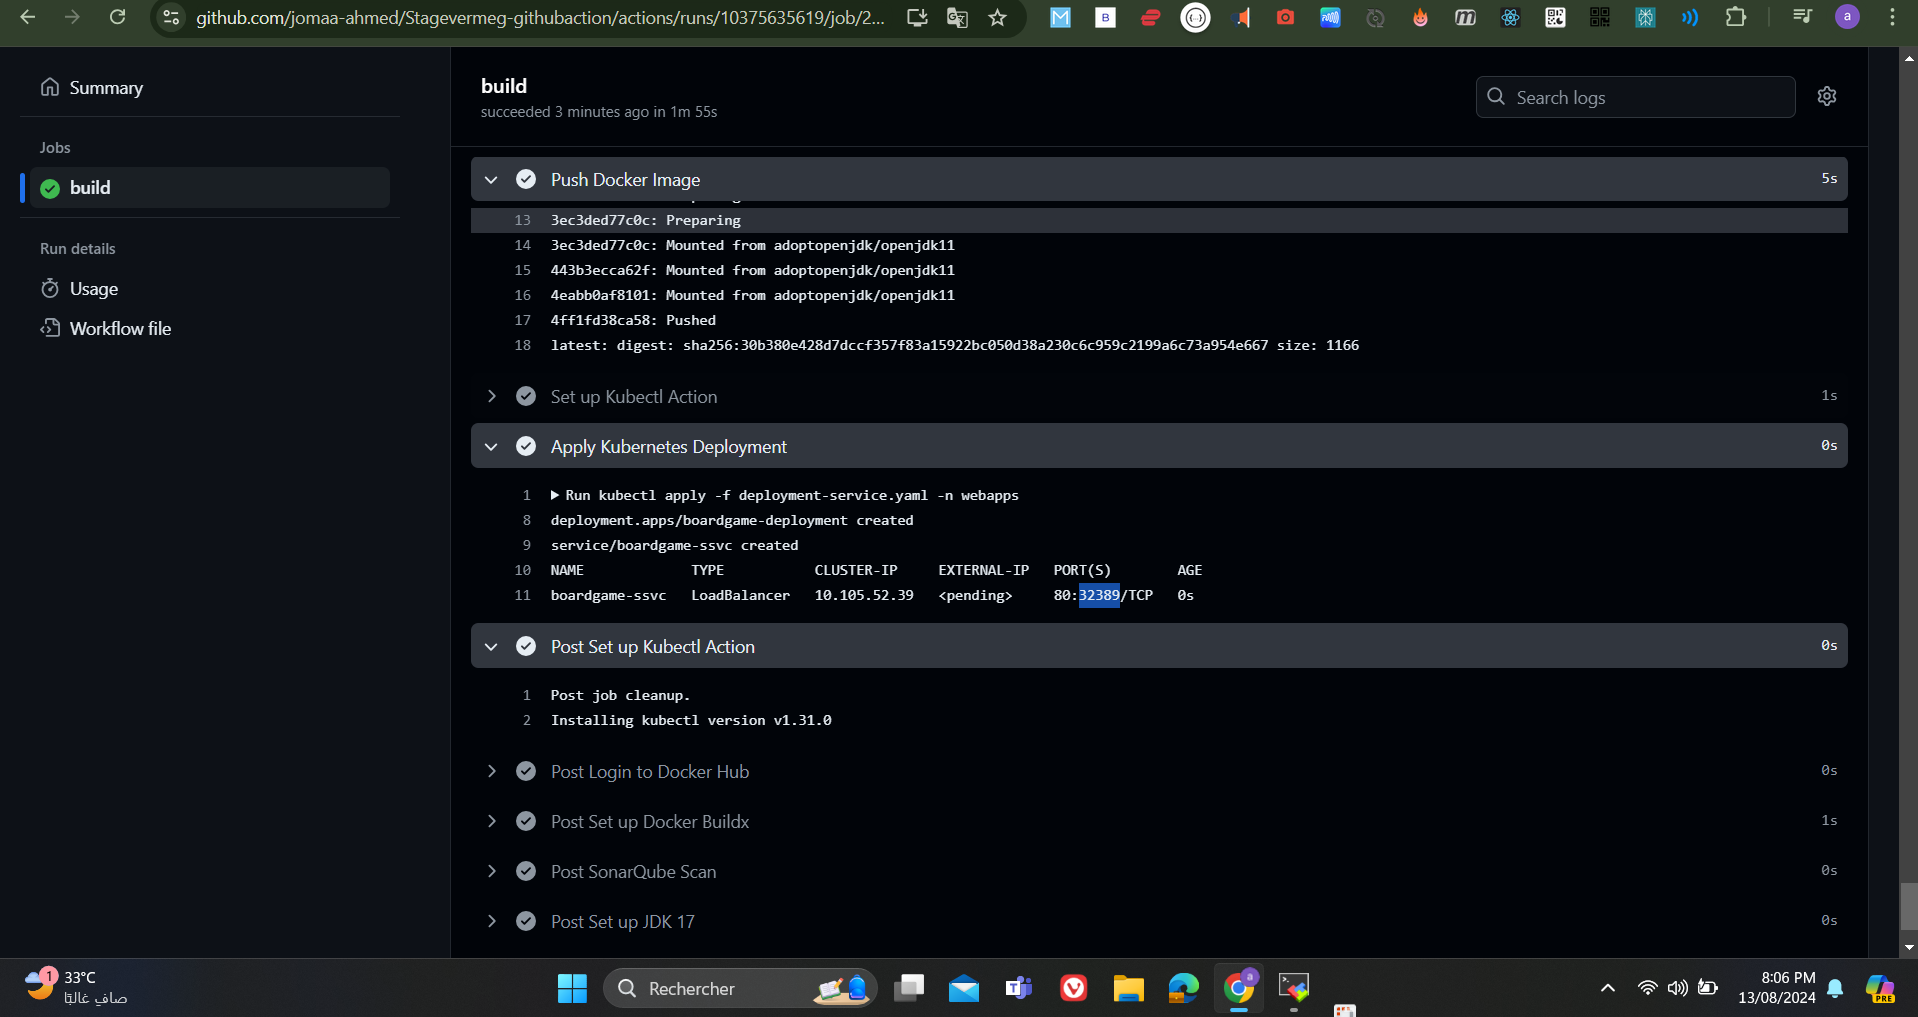 github.com/jomaa-ahmed/Stagevermeg-githubaction/actions/runs/10375635619/job/2...
Summary
Jobs
build
Run details
Usage
Workflow file
build
succeeded 3 minutes ago in 1m 55s
Search logs
Push Docker Image 5s
13 3ec3ded77c0c: Preparing
14 3ec3ded77c0c: Mounted from adoptopenjdk/openjdk11
15 443b3ecca62f: Mounted from adoptopenjdk/openjdk11
16 4eabb0af8101: Mounted from adoptopenjdk/openjdk11
17 4ff1fd38ca58: Pushed
18 latest: digest: sha256:30b380e428d7dccf357f83a15922bc050d38a230c6c959c2199a6c73a954e667 size: 1166
Set up Kubectl Action 1s
Apply Kubernetes Deployment 0s
1 Run kubectl apply -f deployment-service.yaml -n webapps
8 deployment.apps/boardgame-deployment created
9 service/boardgame-ssvc created
10 NAME TYPE CLUSTER-IP EXTERNAL-IP PORT(S) AGE
11 boardgame-ssvc LoadBalancer 10.105.52.39 <pending> 80:32389/TCP 0s
Post Set up Kubectl Action 0s
1 Post job cleanup.
2 Installing kubectl version v1.31.0
Post Login to Docker Hub 0s
Post Set up Docker Buildx 1s
Post SonarQube Scan 0s
Post Set up JDK 17 0s
1
33°C
صافٍ غالبًا
Rechercher
8:06 PM
13/08/2024
PRE